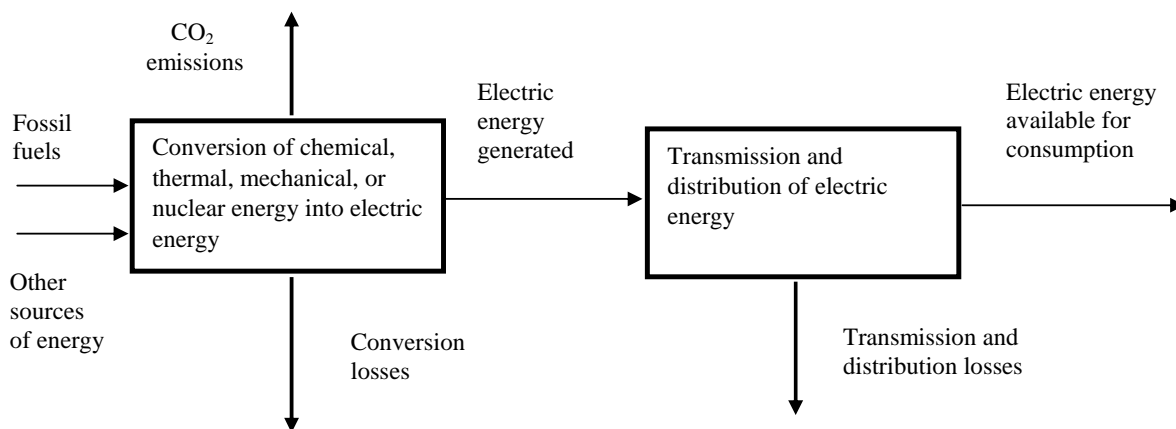 CO₂
emissions
Fossil
fuels
Other
sources
of energy
Conversion of chemical,
thermal, mechanical, or
nuclear energy into electric
energy
Conversion
losses
Electric
energy
generated
Transmission and
distribution of electric
energy
Transmission and
distribution losses
Electric energy
available for
consumption